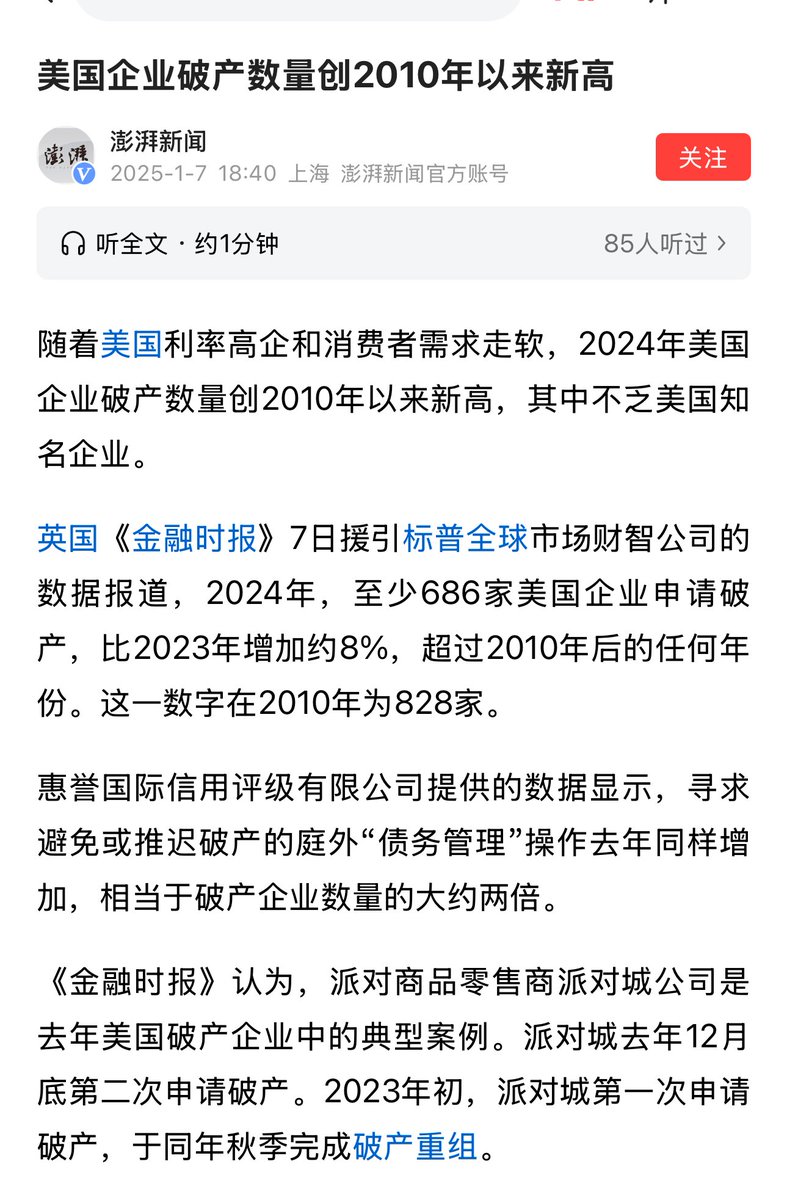 美国企业破产数量创2010年以来新高
澎湃
V
澎湃新闻
2025-1-7 18:40 上海 澎湃新闻官方账号
关注
听全文 · 约1分钟
85人听过 >
随着美国利率高企和消费者需求走软，2024年美国
企业破产数量创2010年以来新高，其中不乏美国知
名企业。
英国《金融时报》7日援引标普全球市场财智公司的
数据报道，2024年，至少686家美国企业申请破
产，比2023年增加约8%，超过2010年后的任何年
份。这一数字在2010年为828家。
惠誉国际信用评级有限公司提供的数据显示，寻求
避免或推迟破产的庭外“债务管理”操作去年同样增
加，相当于破产企业数量的大约两倍。
《金融时报》认为，派对商品零售商派对城公司是
去年美国破产企业中的典型案例。派对城去年12月
底第二次申请破产。2023年初，派对城第一次申请
破产，于同年秋季完成破产重组。